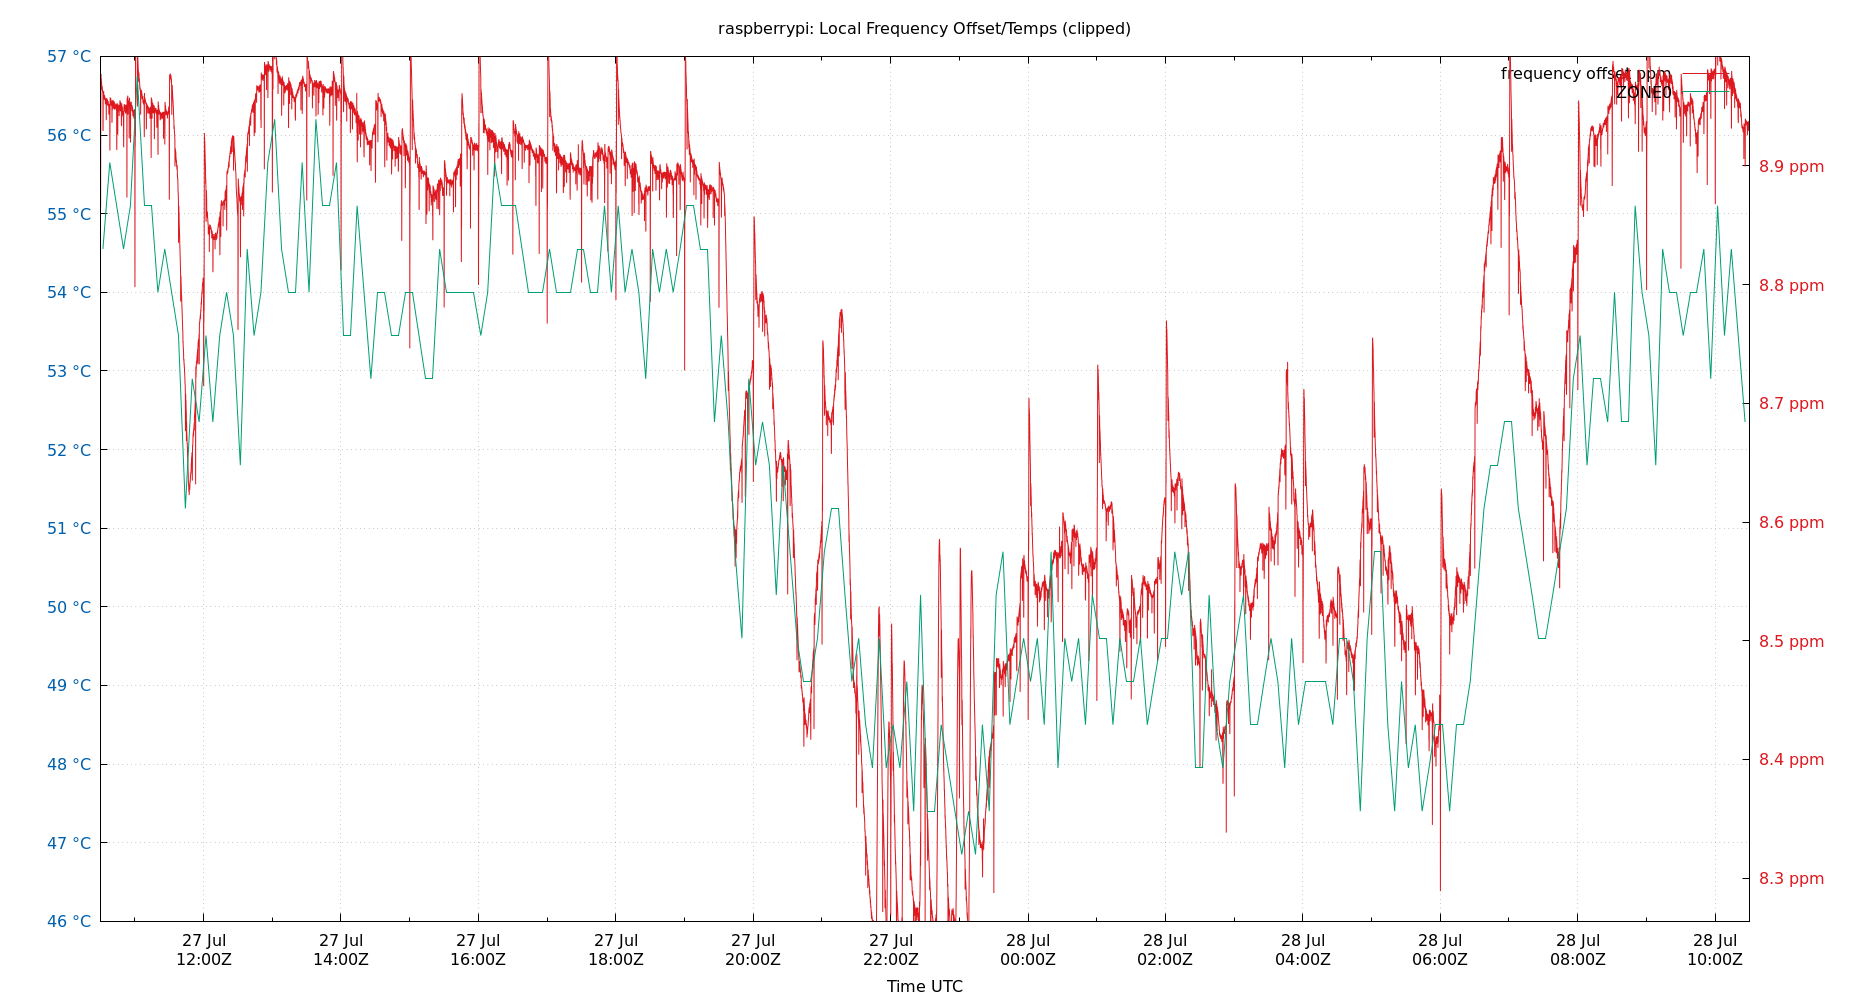 raspberrypi: Local Frequency Offset/Temps (clipped)
57 °C
56 °C
55 °C
54 °C
53 °C
52 °C
51 °C
50 °C
49 °C
48 °C
47 °C
46 °C
frequency offset ppm
ZONE0
8.9 ppm
8.8 ppm
8.7 ppm
8.6 ppm
8.5 ppm
8.4 ppm
8.3 ppm
27 Jul 27 Jul 27 Jul 27 Jul 27 Jul 27 Jul 28 Jul 28 Jul 28 Jul 28 Jul 28 Jul 28 Jul
12:00Z 14:00Z 16:00Z 18:00Z 20:00Z 22:00Z 00:00Z 02:00Z 04:00Z 06:00Z 08:00Z 10:00Z
Time UTC